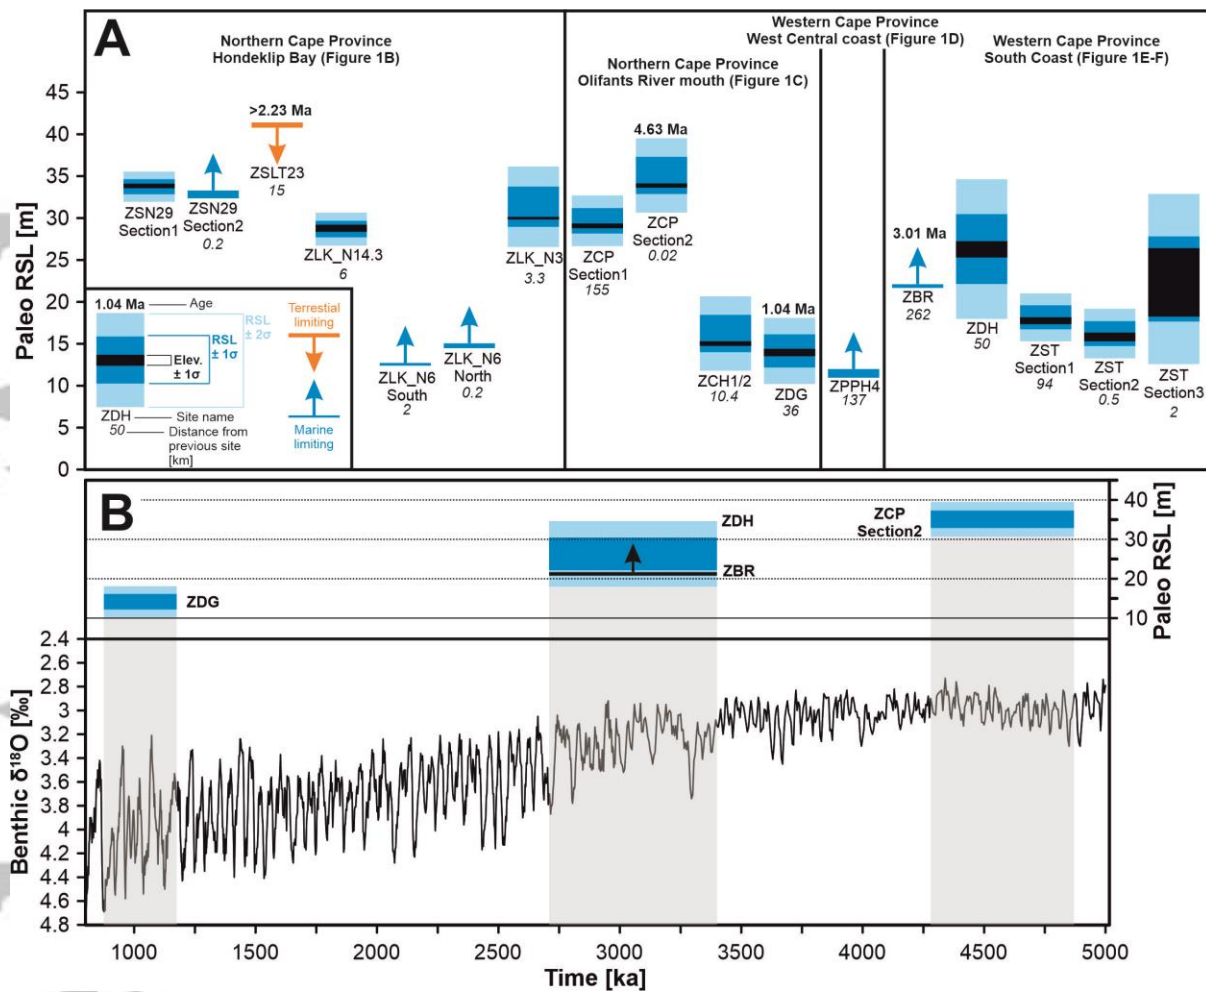 A
Northern Cape Province
Hondeklip Bay (Figure 1B)
Western Cape Province
West Central coast (Figure 1D)
Northern Cape Province
Olifants River mouth (Figure 1C)
Western Cape Province
South Coast (Figure 1E-F)
Paleo RSL [m]
45
40
35
30
25
20
15
10
5
0
ZSN29
Section1
ZSN29
Section2
0.2
>2.23 Ma
ZSLT23
15
ZLK_N14.3
6
ZLK_N6
South
2
ZLK_N6
North
0.2
ZLK_N3
3.3
ZCP
Section1
155
4.63 Ma
ZCP
Section2
0.02
ZCH1/2
10.4
1.04 Ma
ZDG
36
ZPPH4
137
3.01 Ma
ZBR
262
ZDH
50
ZST
Section1
94
ZST
Section2
0.5
ZST
Section3
2
1.04 Ma
Age
RSL
± 2σ
RSL
± 1σ
Elev.
± 1σ
Terrestial
limiting
Marine
limiting
ZDH
Site name
50
Distance from
previous site
[km]
B
ZDG
ZDH
ZBR
ZCP
Section2
40
30
20
10
Paleo RSL [m]
2.4
2.6
2.8
3
3.2
3.4
3.6
3.8
4
4.2
4.4
4.6
4.8
Benthic δ¹⁸O [‰]
1000 1500 2000 2500 3000 3500 4000 4500 5000
Time [ka]